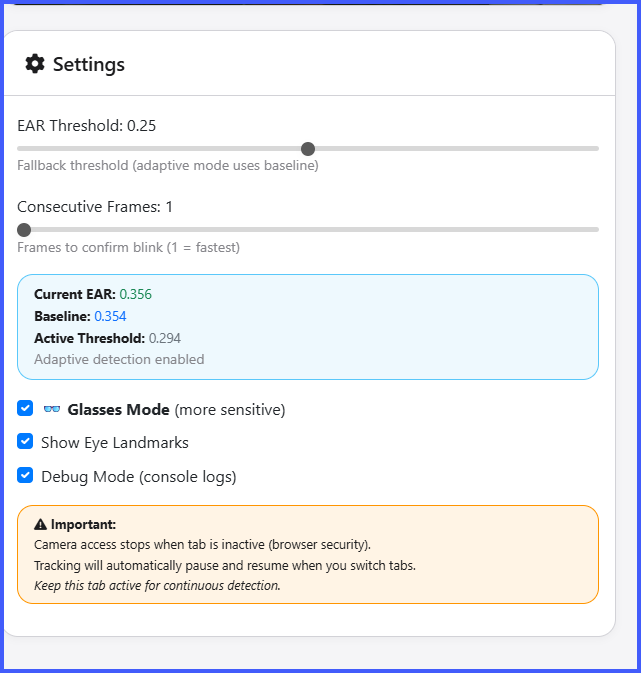 Settings
EAR Threshold: 0.25
Fallback threshold (adaptive mode uses baseline)
Consecutive Frames: 1
Frames to confirm blink (1 = fastest)
Current EAR: 0.356
Baseline: 0.354
Active Threshold: 0.294
Adaptive detection enabled
👓 Glasses Mode (more sensitive)
Show Eye Landmarks
Debug Mode (console logs)
Important:
Camera access stops when tab is inactive (browser security).
Tracking will automatically pause and resume when you switch tabs.
Keep this tab active for continuous detection.